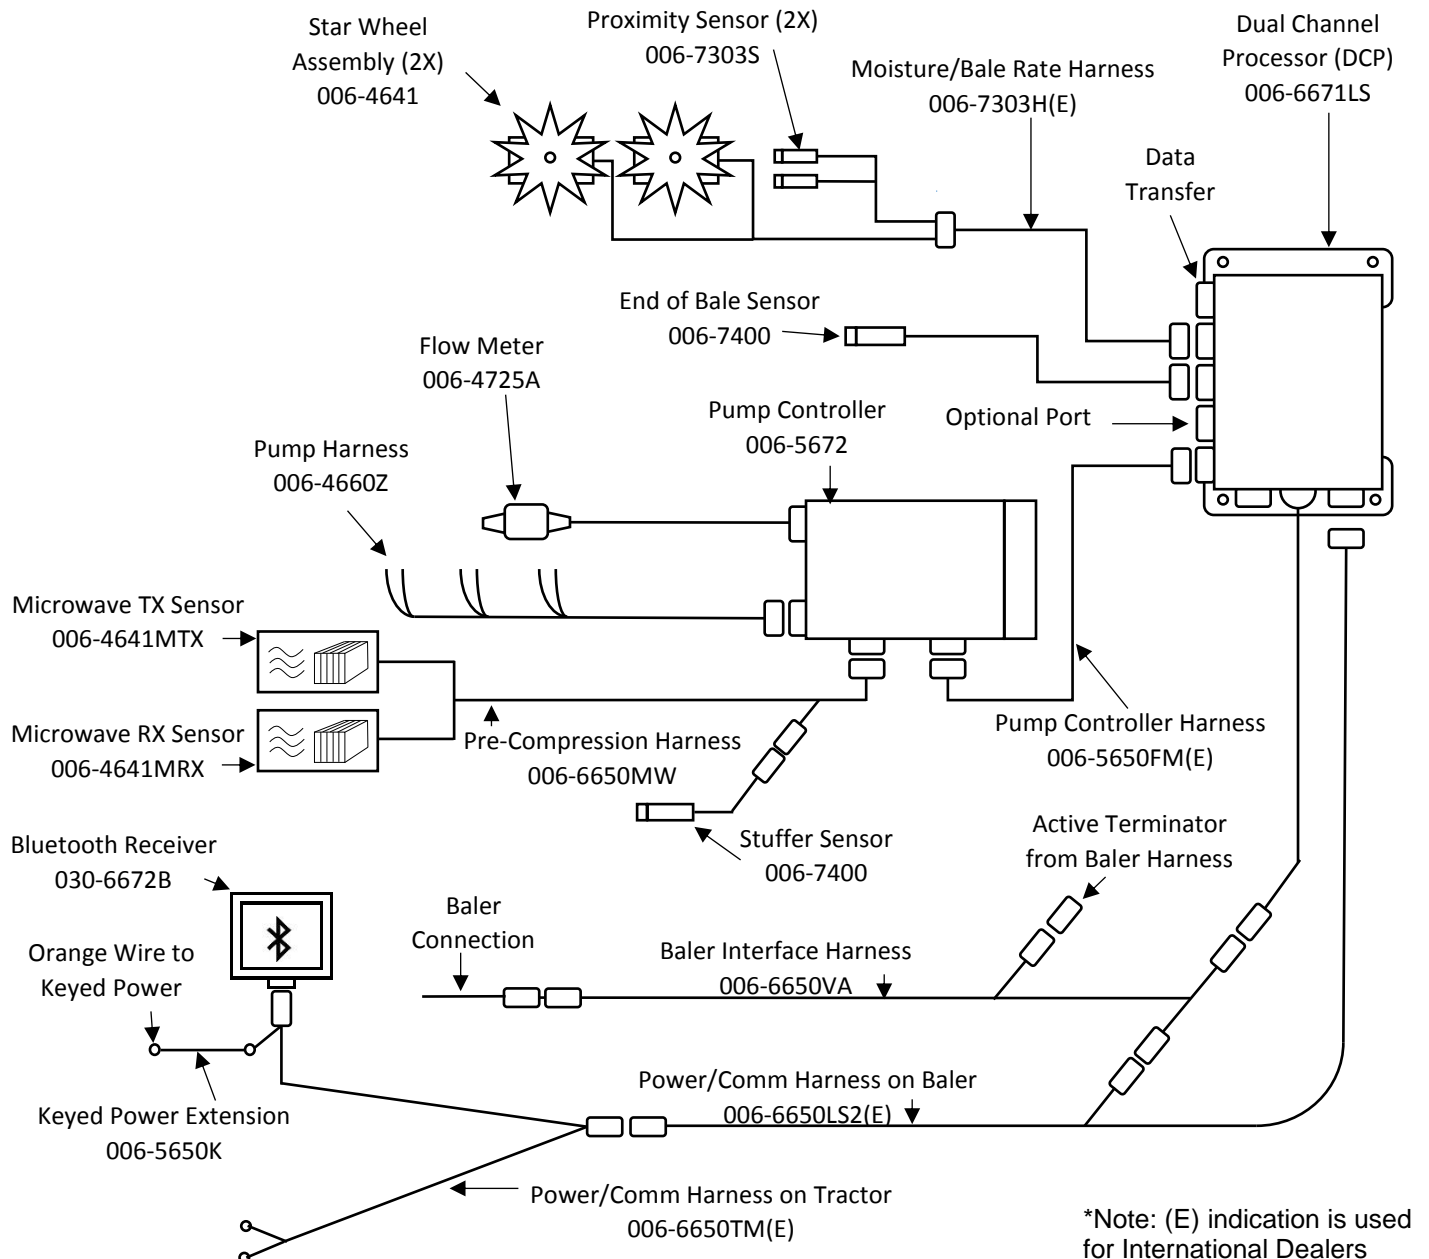 Star Wheel
Assembly (2X)
006-4641
Proximity Sensor (2X)
006-7303S
Moisture/Bale Rate Harness
006-7303H(E)
Dual Channel
Processor (DCP)
006-6671LS
Data
Transfer
End of Bale Sensor
006-7400
Flow Meter
006-4725A
Pump Controller
006-5672
Optional Port
Pump Harness
006-4660Z
Microwave TX Sensor
006-4641MTX
Microwave RX Sensor
006-4641MRX
Pre-Compression Harness
006-6650MW
Pump Controller Harness
006-5650FM(E)
Stuffer Sensor
006-7400
Active Terminator
from Baler Harness
Bluetooth Receiver
030-6672B
Baler
Connection
Baler Interface Harness
006-6650VA
Orange Wire to
Keyed Power
Keyed Power Extension
006-5650K
Power/Comm Harness on Baler
006-6650LS2(E)
Power/Comm Harness on Tractor
006-6650TM(E)
*Note: (E) indication is used
for International Dealers